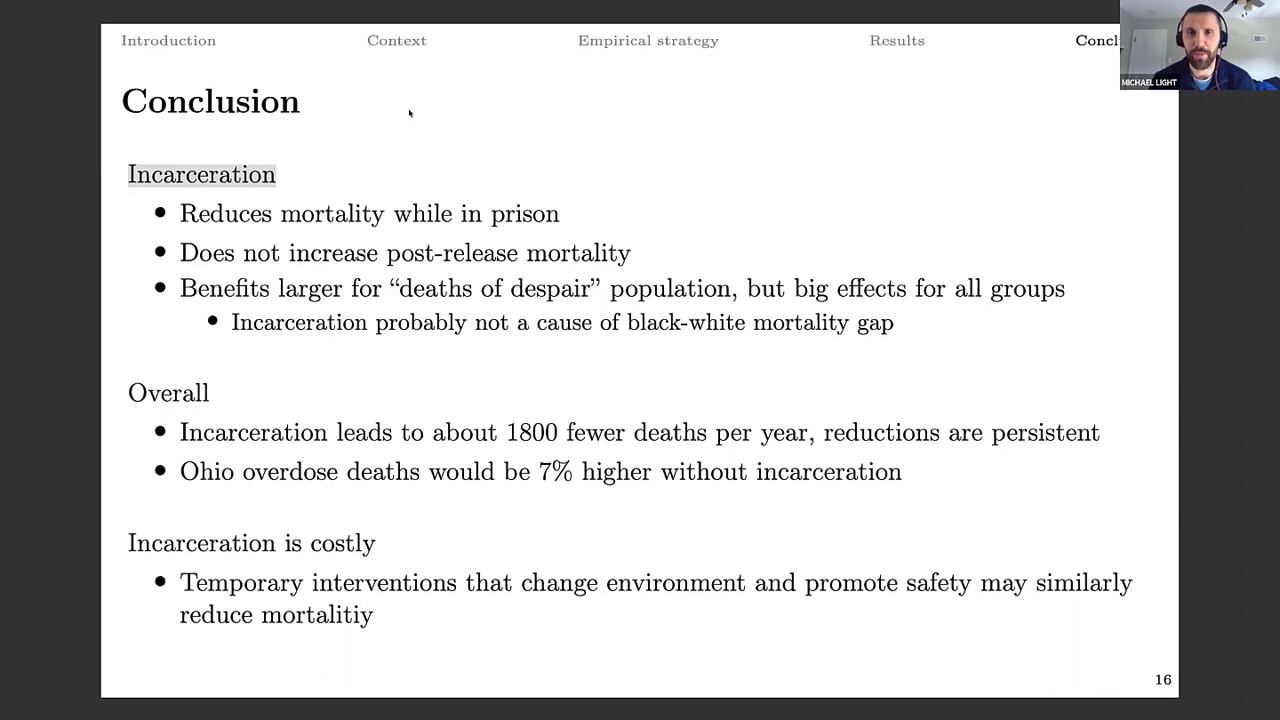 Introduction Context Empirical strategy Results Concl
MICHAEL LIGHT
Conclusion
Incarceration
• Reduces mortality while in prison
• Does not increase post-release mortality
• Benefits larger for “deaths of despair” population, but big effects for all groups
• Incarceration probably not a cause of black-white mortality gap
Overall
• Incarceration leads to about 1800 fewer deaths per year, reductions are persistent
• Ohio overdose deaths would be 7% higher without incarceration
Incarceration is costly
• Temporary interventions that change environment and promote safety may similarly
reduce mortalitiy
16